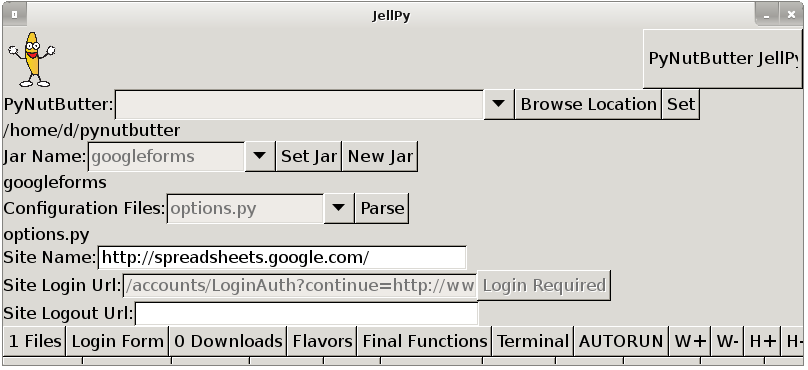 JellPy
PyNutButter JellPy
PyNutButter: Browse Location Set
/home/d/pynutbutter
Jar Name: googleforms Set Jar New Jar
googleforms
Configuration Files: options.py Parse
options.py
Site Name: http://spreadsheets.google.com/
Site Login Url: /accounts/LoginAuth?continue=http://ww Login Required
Site Logout Url:
1 Files Login Form 0 Downloads Flavors Final Functions Terminal AUTORUN W+ W- H+ H-